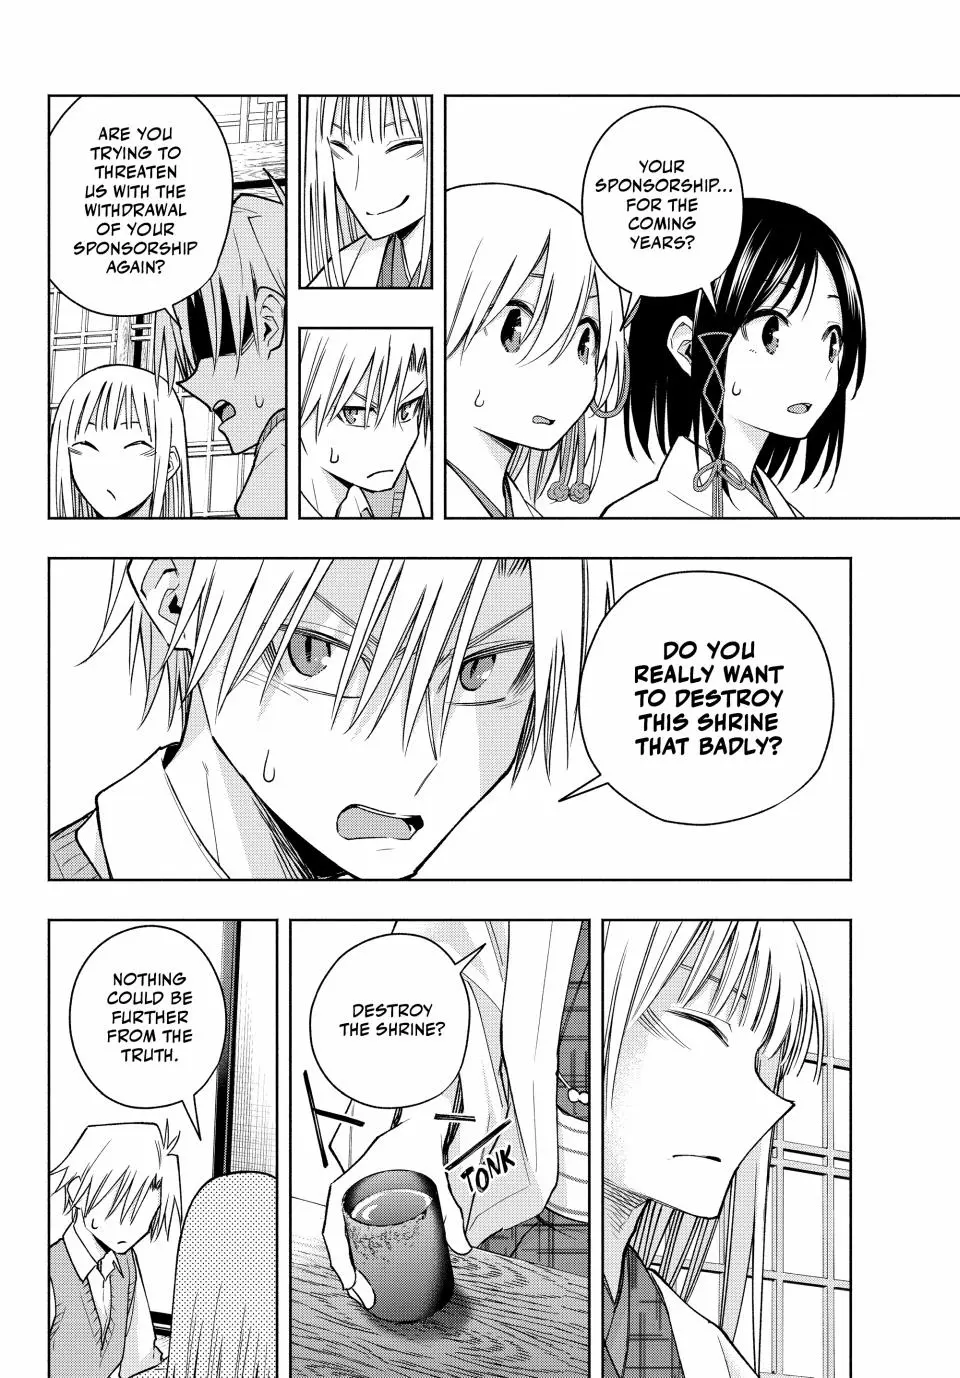 YOUR
SPONSORSHIP...
FOR THE
COMING
YEARS?
ARE YOU
TRYING TO
THREATEN
US WITH THE
WITHDRAWAL
OF YOUR
SPONSORSHIP
AGAIN?
DO YOU
REALLY WANT
TO DESTROY
THIS SHRINE
THAT BADLY?
DESTROY
THE SHRINE?
TONK
NOTHING
COULD BE
FURTHER
FROM THE
TRUTH.